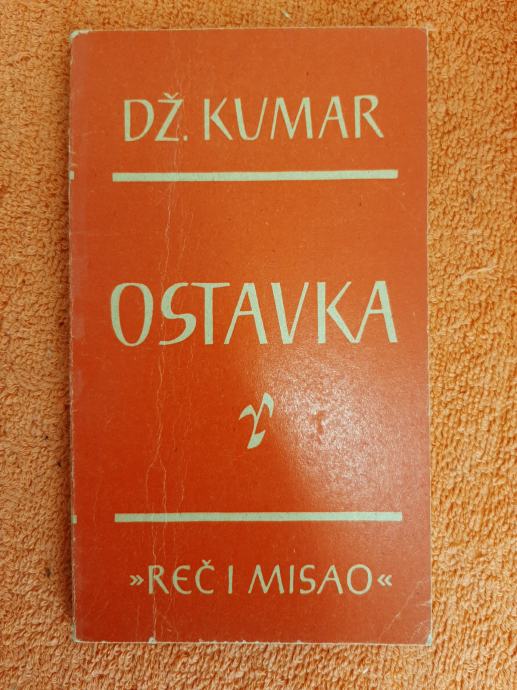 DŽ. KUMAR
OSTAVKA
r
»REČ I MISAO«